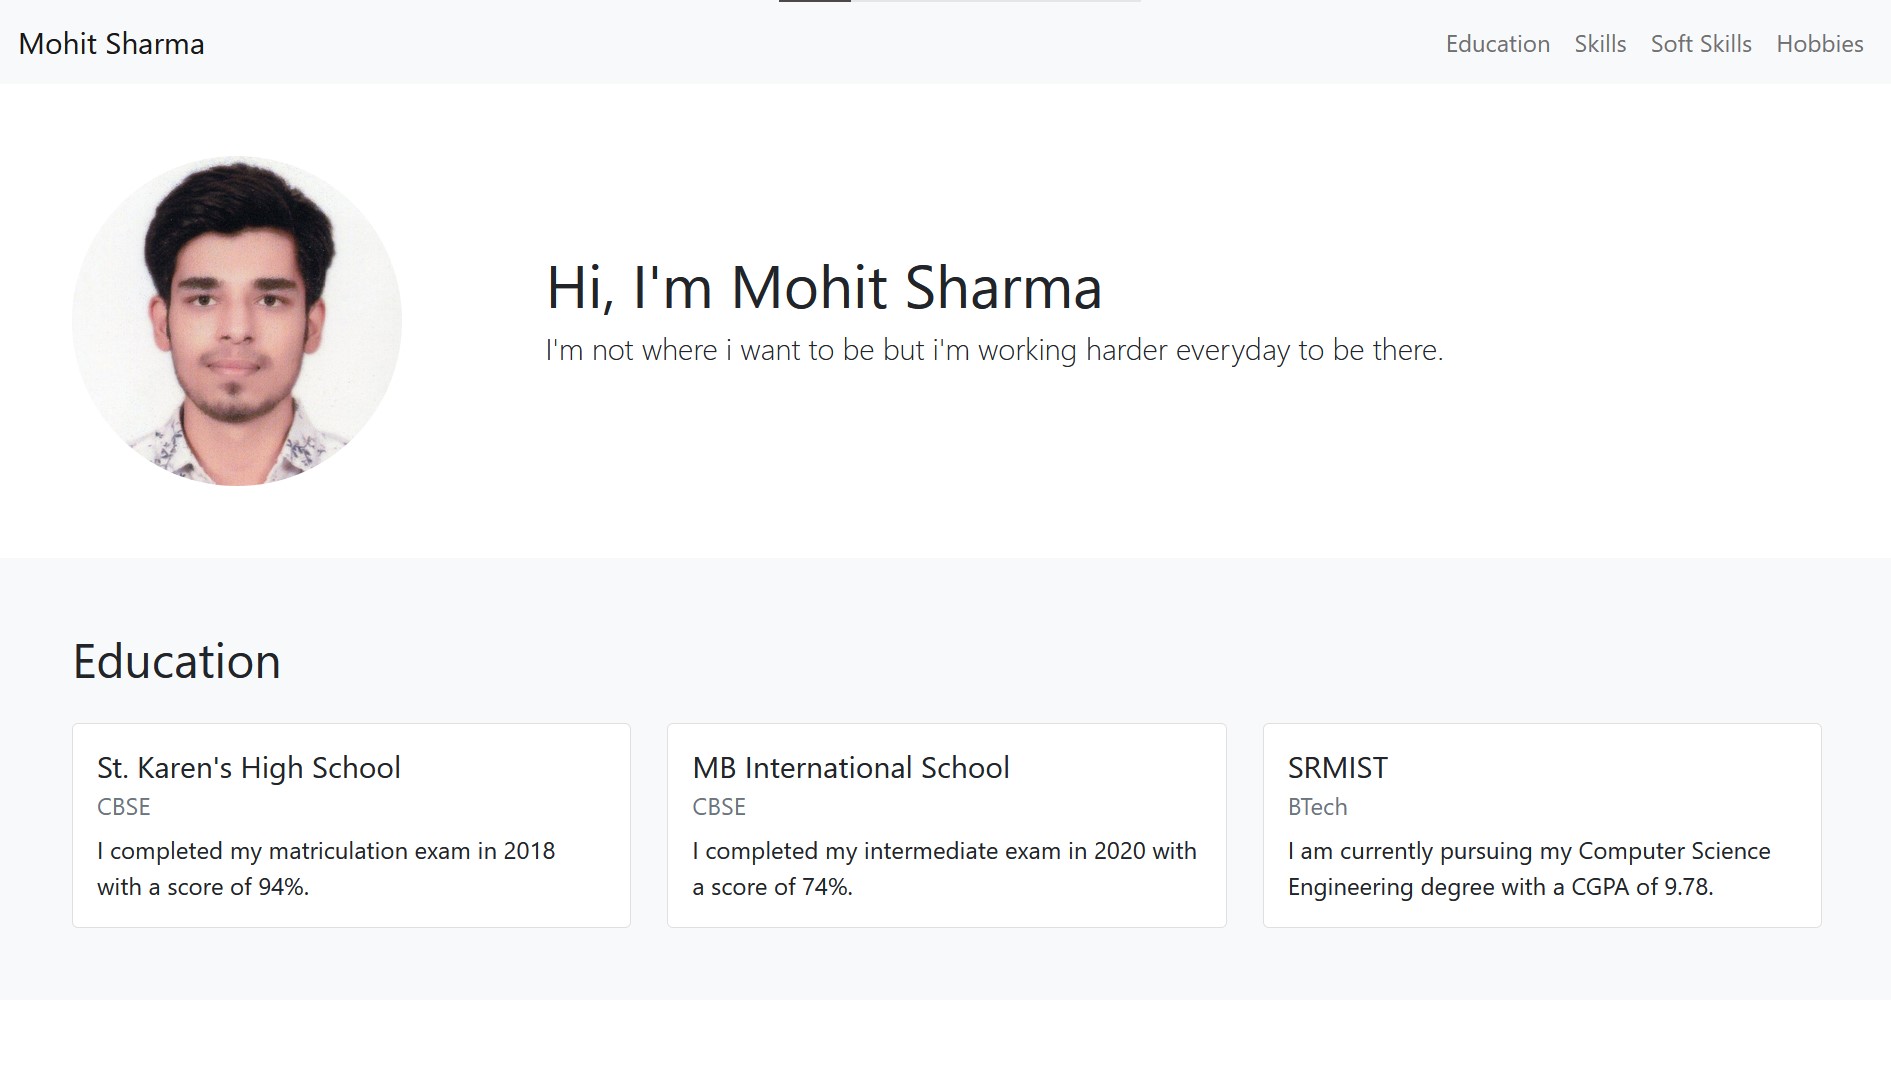 Mohit Sharma
Education Skills Soft Skills Hobbies
Hi, I'm Mohit Sharma
I'm not where i want to be but i'm working harder everyday to be there.
Education
St. Karen's High School
CBSE
I completed my matriculation exam in 2018
with a score of 94%.
MB International School
CBSE
I completed my intermediate exam in 2020 with
a score of 74%.
SRMIST
BTech
I am currently pursuing my Computer Science
Engineering degree with a CGPA of 9.78.